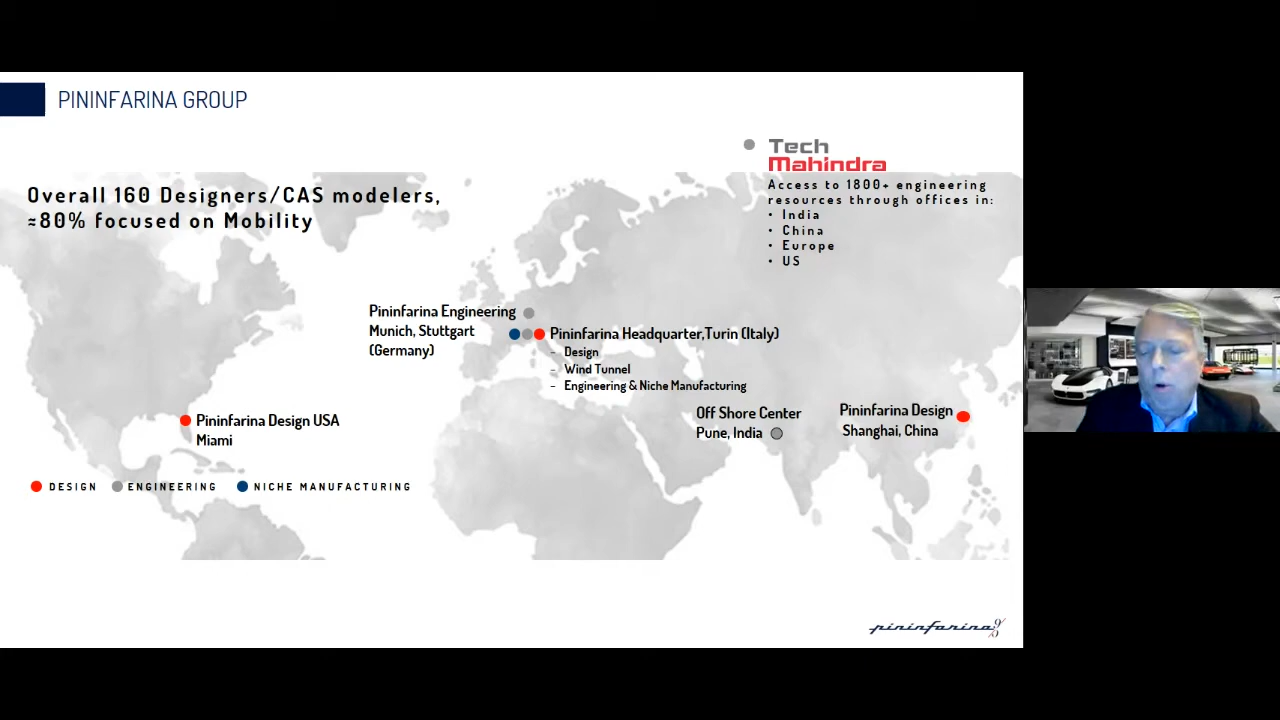 PININFARINA GROUP
Tech
Mahindra
Overall 160 Designers/CAS modelers,
≈80% focused on Mobility
Access to 1800+ engineering
resources through offices in:
• India
• China
• Europe
• US
Pininfarina Engineering
Munich, Stuttgart
(Germany)
Pininfarina Headquarter,Turin (Italy)
– Design
– Wind Tunnel
– Engineering & Niche Manufacturing
Off Shore Center
Pune, India
Pininfarina Design
Shanghai, China
Pininfarina Design USA
Miami
DESIGN ENGINEERING NICHE MANUFACTURING
pininfarina